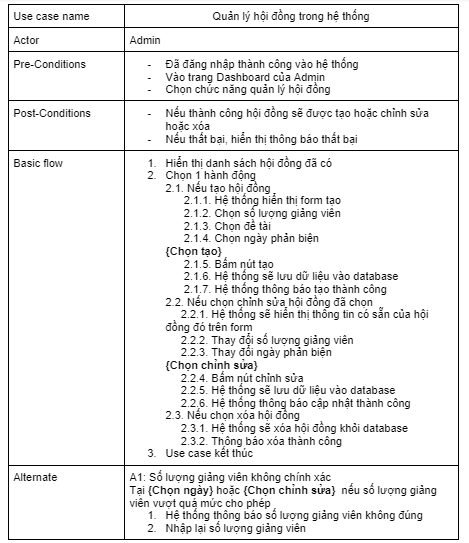 Use case name
Quản lý hội đồng trong hệ thống
Actor
Admin
Pre-Conditions
- Đã đăng nhập thành công vào hệ thống
- Vào trang Dashboard của Admin
- Chọn chức năng quản lý hội đồng
Post-Conditions
- Nếu thành công hội đồng sẽ được tạo hoặc chỉnh sửa
hoặc xóa
- Nếu thất bại, hiển thị thông báo thất bại
Basic flow
1. Hiển thị danh sách hội đồng đã có
2. Chọn 1 hành động
2.1. Nếu tạo hội đồng
2.1.1. Hệ thống hiển thị form tạo
2.1.2. Chọn số lượng giảng viên
2.1.3. Chọn đề tài
2.1.4. Chọn ngày phản biện
{Chọn tạo}
2.1.5. Bấm nút tạo
2.1.6. Hệ thống sẽ lưu dữ liệu vào database
2.1.7. Hệ thống thông báo tạo thành công
2.2. Nếu chọn chỉnh sửa hội đồng đã chọn
2.2.1. Hệ thống sẽ hiển thị thông tin có sẵn của hội
đồng đó trên form
2.2.2. Thay đổi số lượng giảng viên
2.2.3. Thay đổi ngày phản biện
{Chọn chỉnh sửa}
2.2.4. Bấm nút chỉnh sửa
2.2.5. Hệ thống sẽ lưu dữ liệu vào database
2.2.6. Hệ thống thông báo cập nhật thành công
2.3. Nếu chọn xóa hội đồng
2.3.1. Hệ thống sẽ xóa hội đồng khỏi database
2.3.2. Thông báo xóa thành công
3. Use case kết thúc
Alternate
A1: Số lượng giảng viên không chính xác
Tại {Chọn ngày} hoặc {Chọn chỉnh sửa} nếu số lượng giảng
viên vượt quá mức cho phép
1. Hệ thống thông báo số lượng giảng viên không đúng
2. Nhập lại số lượng giảng viên